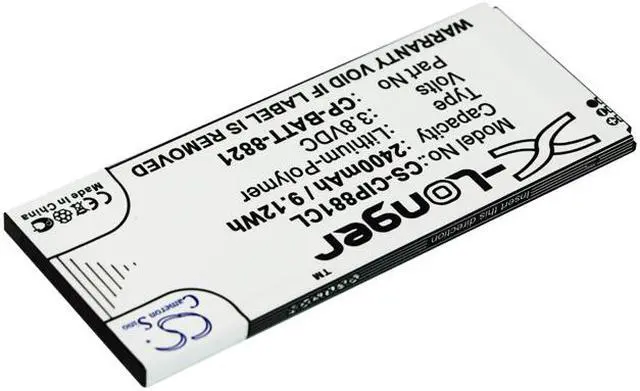 X-Longer
™
Insert this direction
Model No.: CS-CIP881CL
Capacity: 2400mAh / 9.12Wh
Type : Lithium-Polymer
Volts : 3.8VDC
Part No : CP-BATT-8821
WARRANTY VOID IF LABEL IS REMOVED
Made in China
CS
Cameron Sino